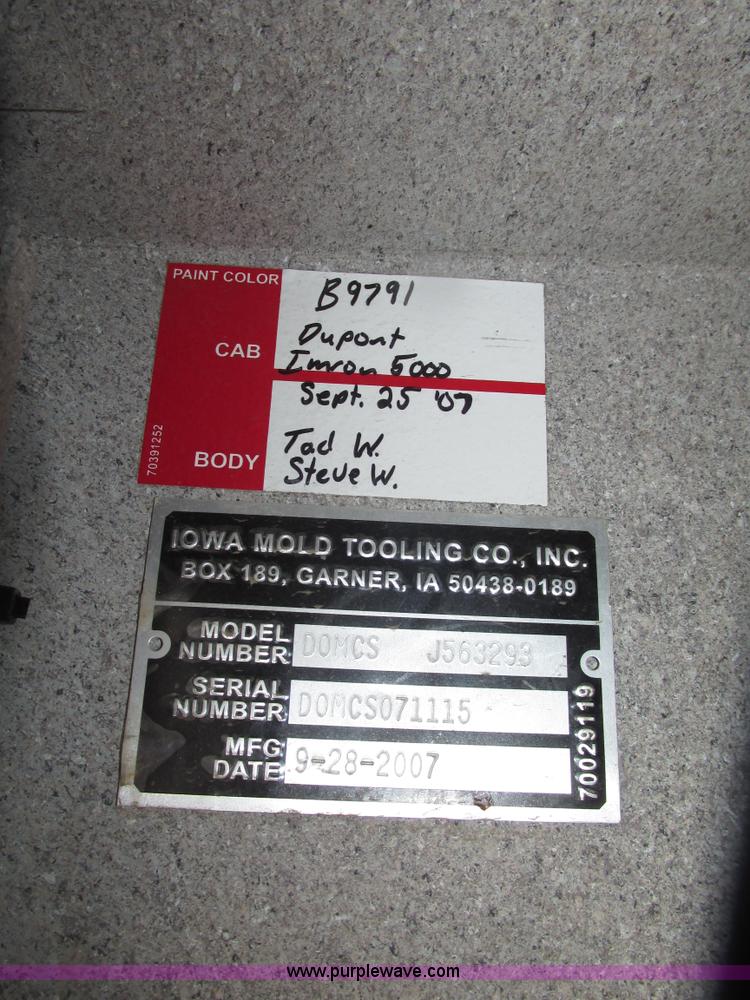 PAINT COLOR
B9791
Dupont
CAB
Imron 5000
Sept. 25 '07
Tad W.
BODY
Steve W.
70391252
IOWA MOLD TOOLING CO., INC.
BOX 189, GARNER, IA 50438-0189
MODEL NUMBER DOMCS J563293
SERIAL NUMBER DOMCS071115
MFG DATE 9-28-2007
70029119
www.purplewave.com